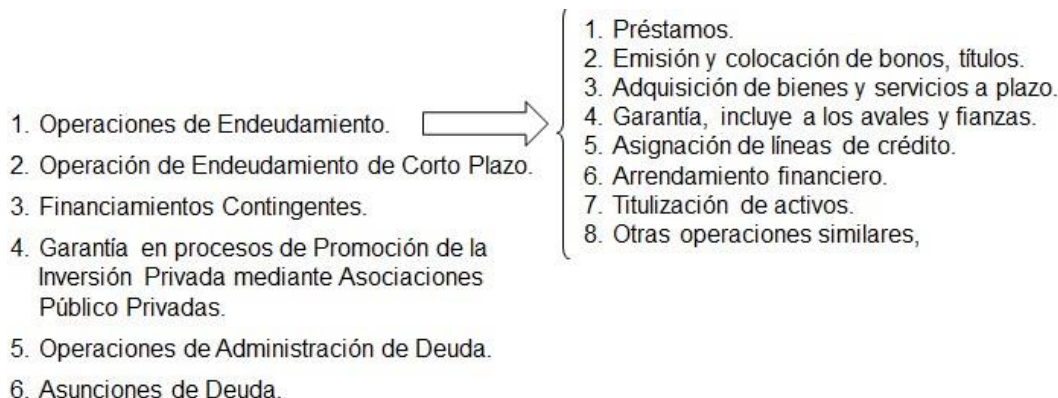 1. Operaciones de Endeudamiento.
2. Operación de Endeudamiento de Corto Plazo.
3. Financiamientos Contingentes.
4. Garantía en procesos de Promoción de la
Inversión Privada mediante Asociaciones
Público Privadas.
5. Operaciones de Administración de Deuda.
6. Asunciones de Deuda.
1. Préstamos.
2. Emisión y colocación de bonos, títulos.
3. Adquisición de bienes y servicios a plazo.
4. Garantía, incluye a los avales y fianzas.
5. Asignación de líneas de crédito.
6. Arrendamiento financiero.
7. Titulización de activos.
8. Otras operaciones similares,